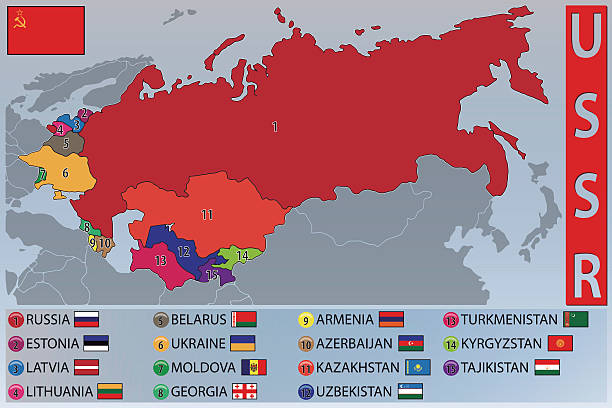 U
S
S
R
1
2
3
4
5
6
7
8
9 10
11
12
13
14
15
1 RUSSIA
2 ESTONIA
3 LATVIA
4 LITHUANIA
5 BELARUS
6 UKRAINE
7 MOLDOVA
8 GEORGIA
9 ARMENIA
10 AZERBAIJAN
11 KAZAKHSTAN
12 UZBEKISTAN
13 TURKMENISTAN
14 KYRGYZSTAN
15 TAJIKISTAN